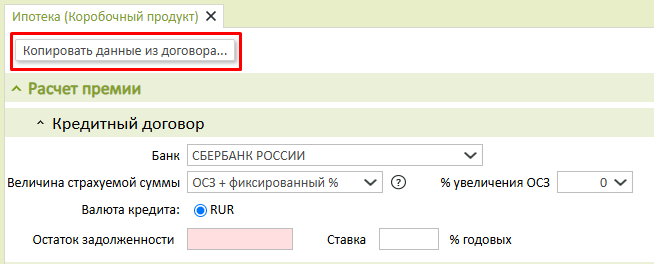 Ипотека (Коробочный продукт)
Копировать данные из договора...
Расчет премии
Кредитный договор
Банк СБЕРБАНК РОССИИ
Величина страхуемой суммы ОСЗ + фиксированный % ? % увеличения ОСЗ 0
Валюта кредита: RUR
Остаток задолженности Ставка % годовых